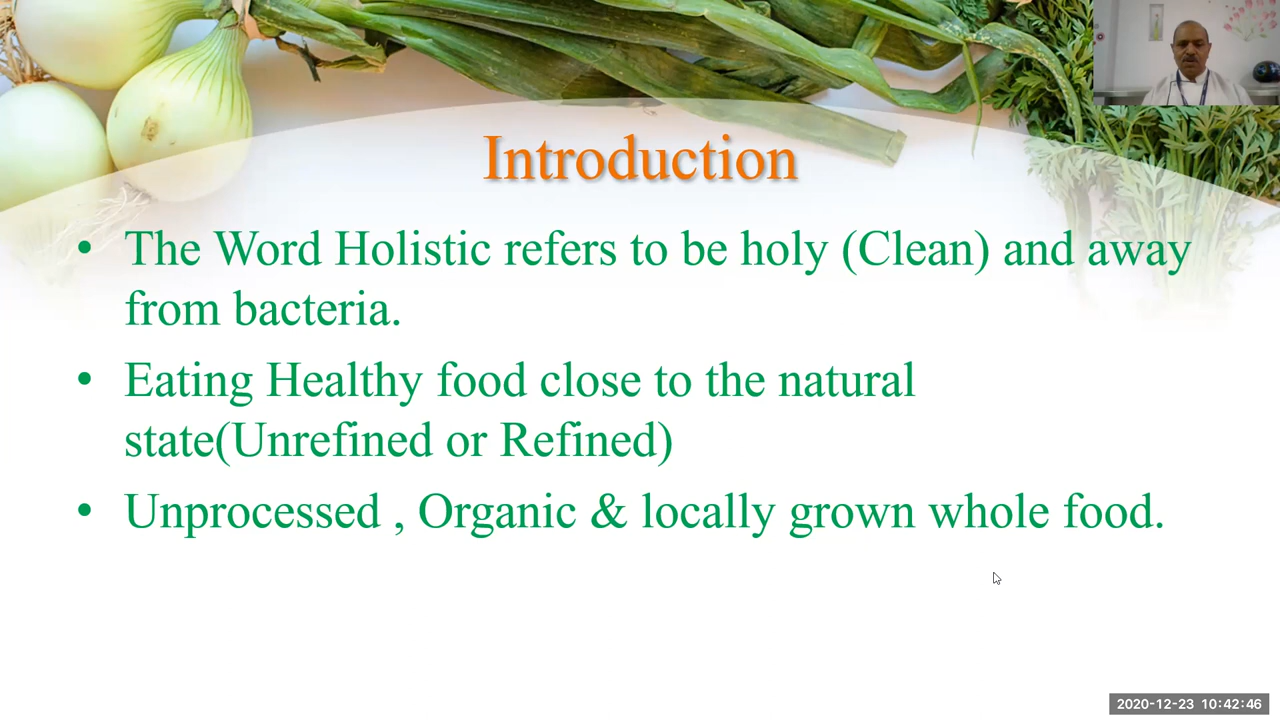 Introduction
• The Word Holistic refers to be holy (Clean) and away
from bacteria.
• Eating Healthy food close to the natural
state(Unrefined or Refined)
• Unprocessed , Organic & locally grown whole food.
2020-12-23 10:42:46